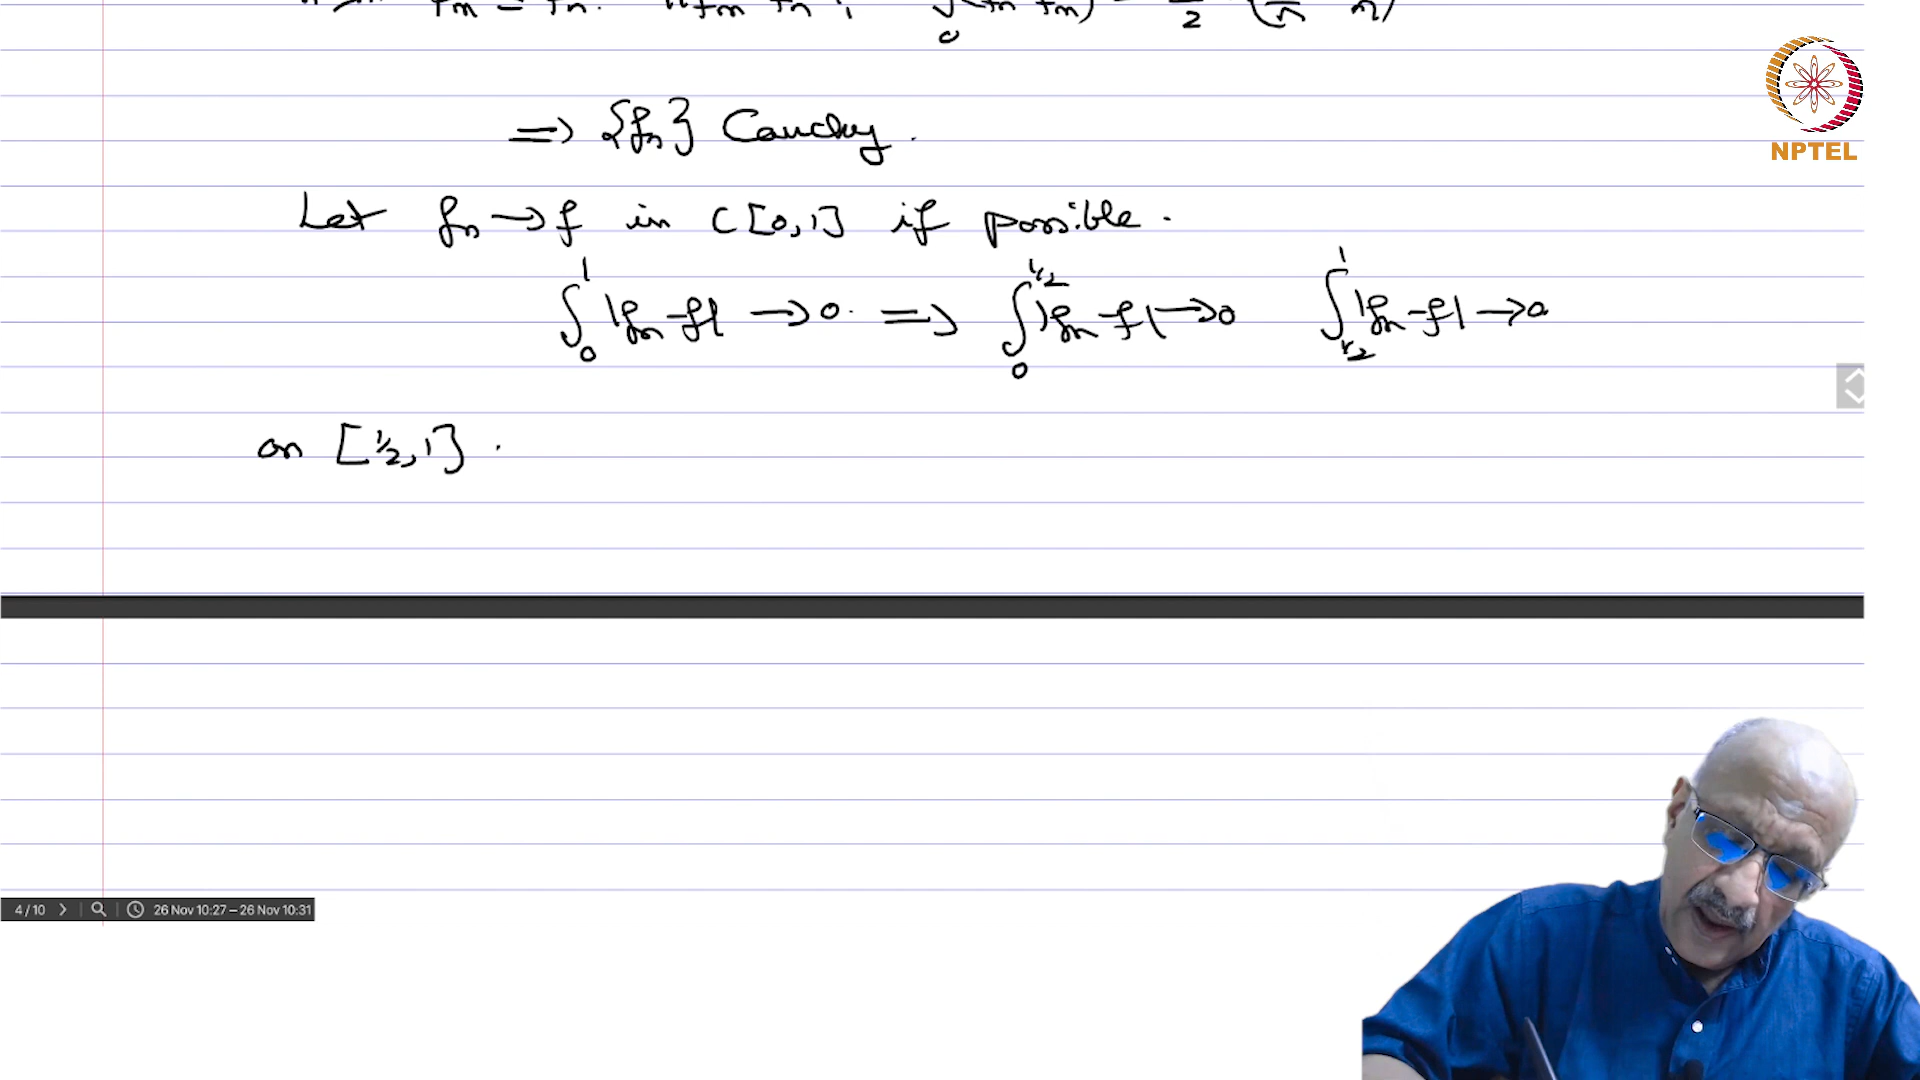 => {fₙ} Cauchy.
NPTEL
Let fₙ → f in C[0,1] if possible.
∫₀¹ |fₙ - f| → 0. => ∫₀^{1/2} |fₙ - f| → 0 ∫_{1/2}¹ |fₙ - f| → 0
on [1/2, 1].
4 / 10 26 Nov 10:27 – 26 Nov 10:31